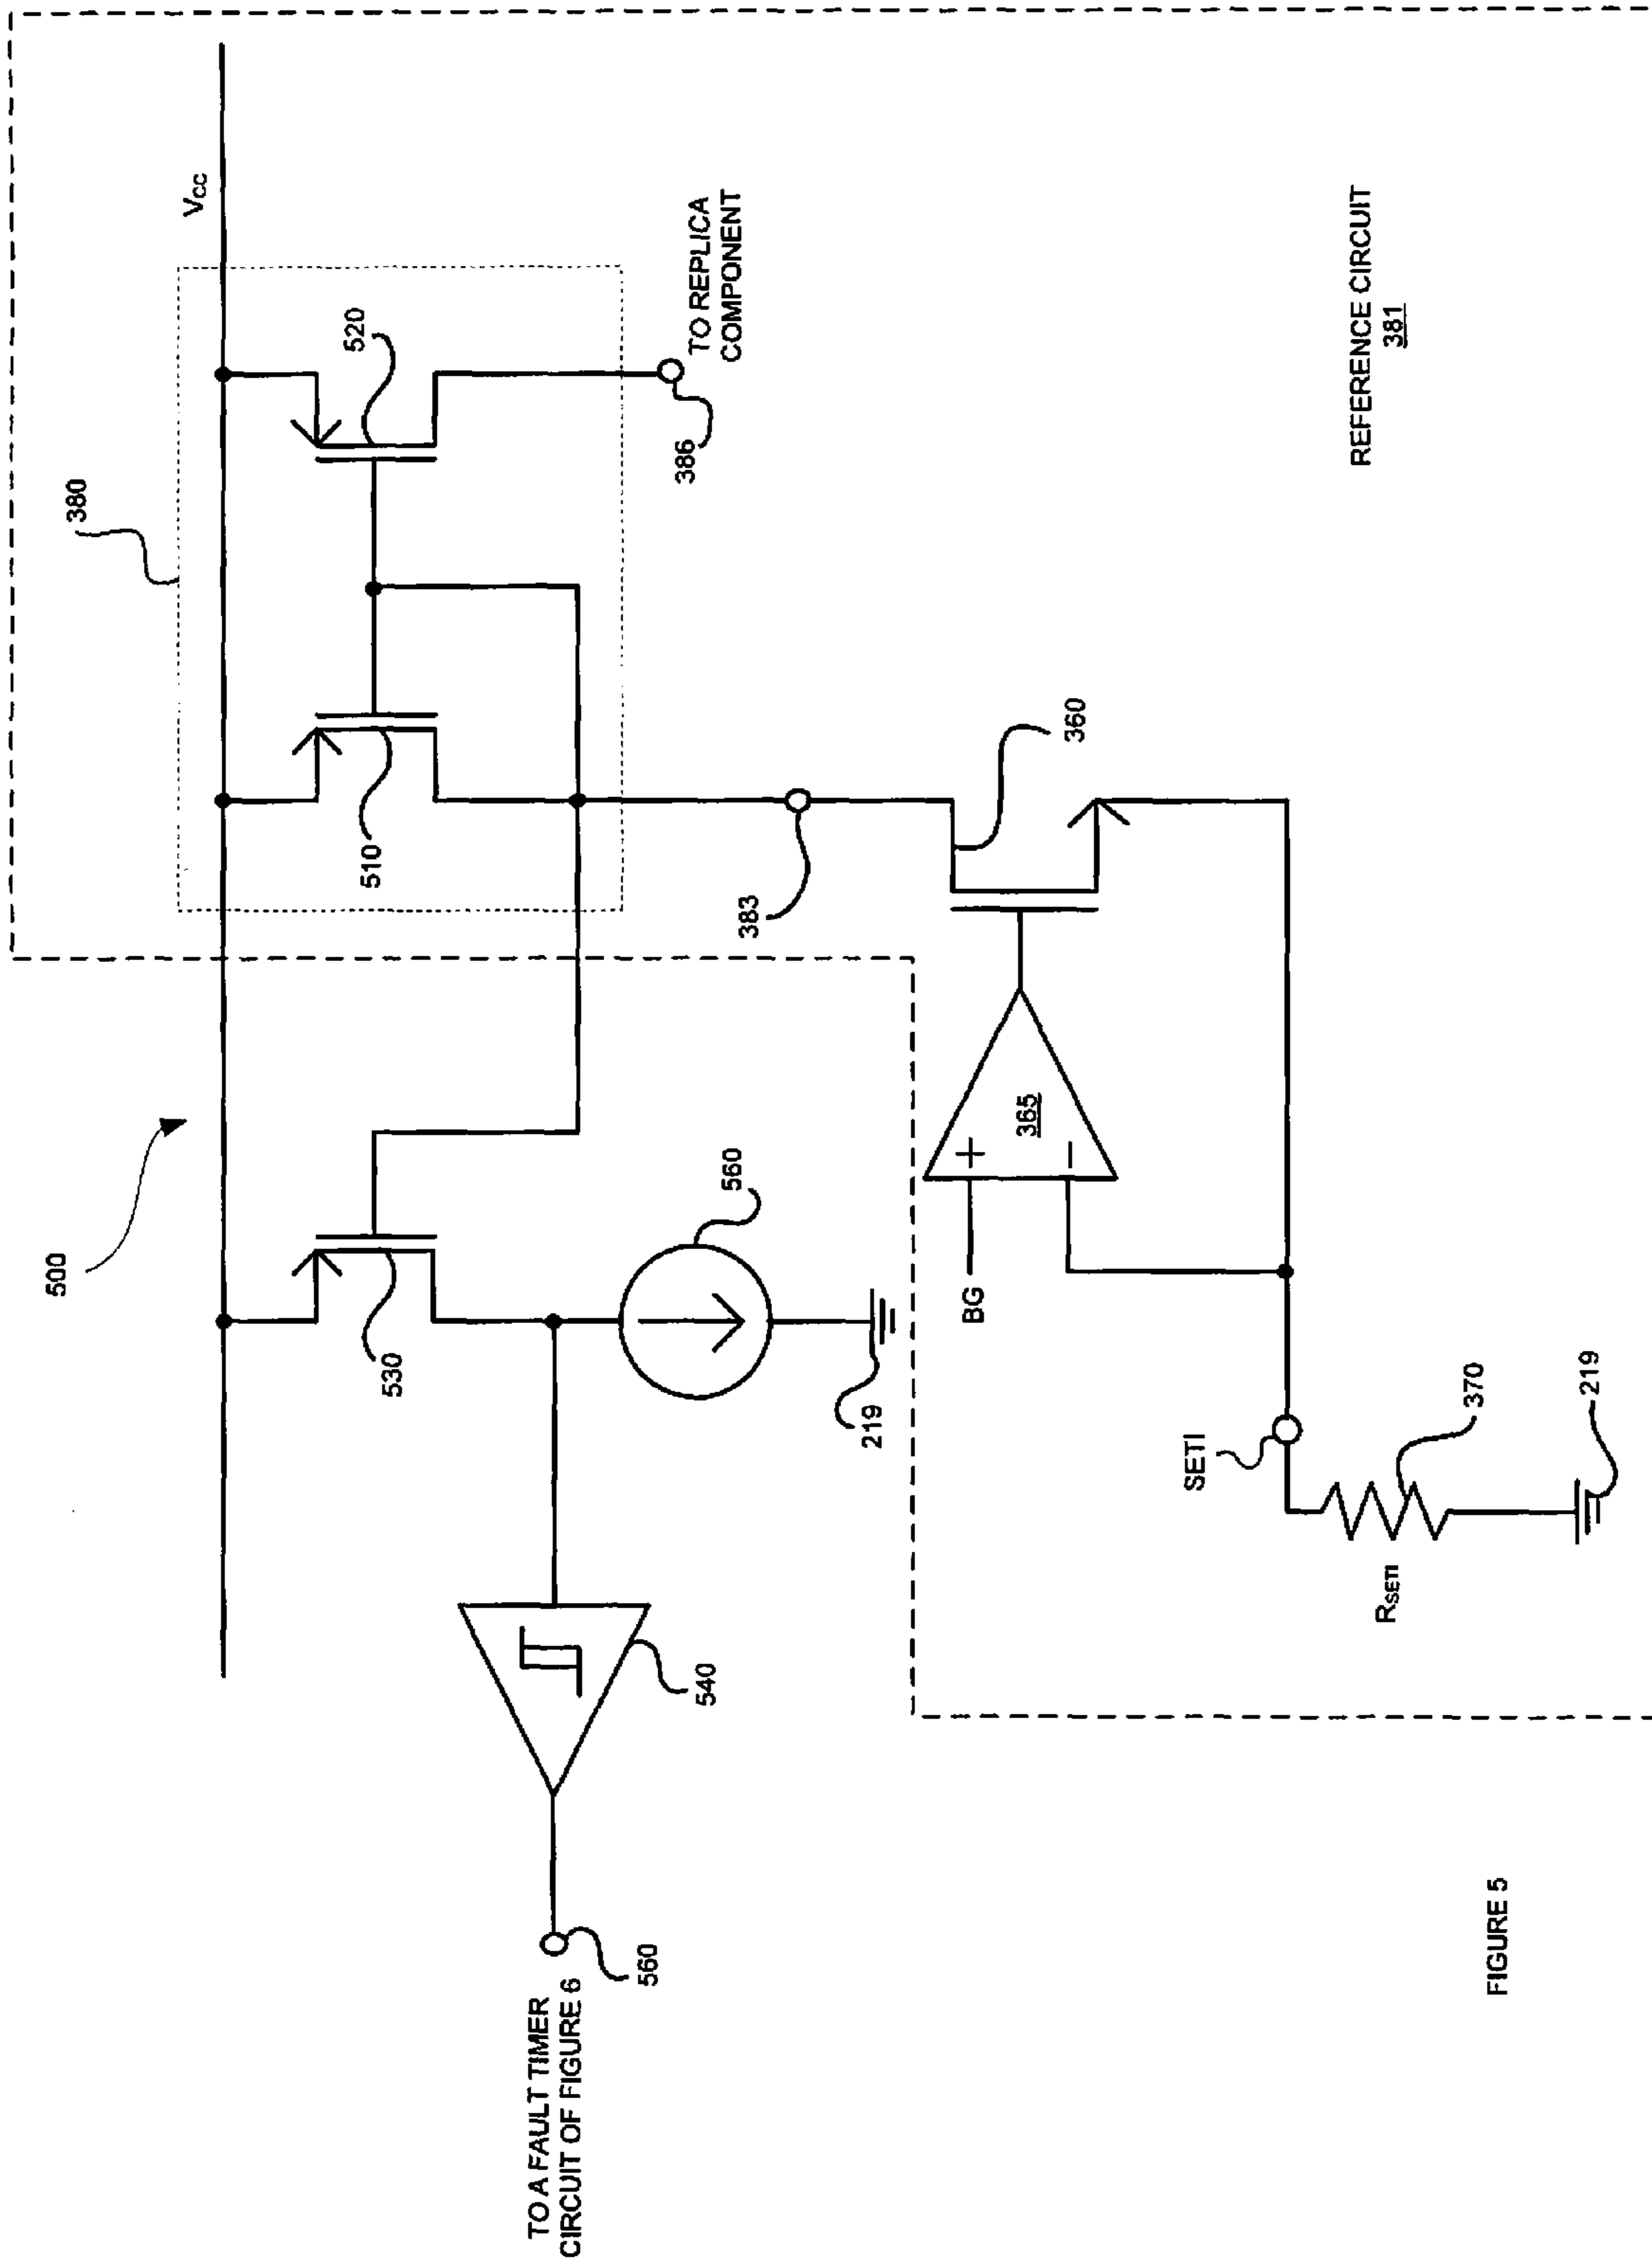 500
380
Vcc
520
510
530
TO REPLICA
COMPONENT
386
383
560
219
540
TO A FAULT TIMER
CIRCUIT OF FIGURE 6
560
360
+
365
−
BG
SETI
RSETI
370
219
REFERENCE CIRCUIT
381
FIGURE 5